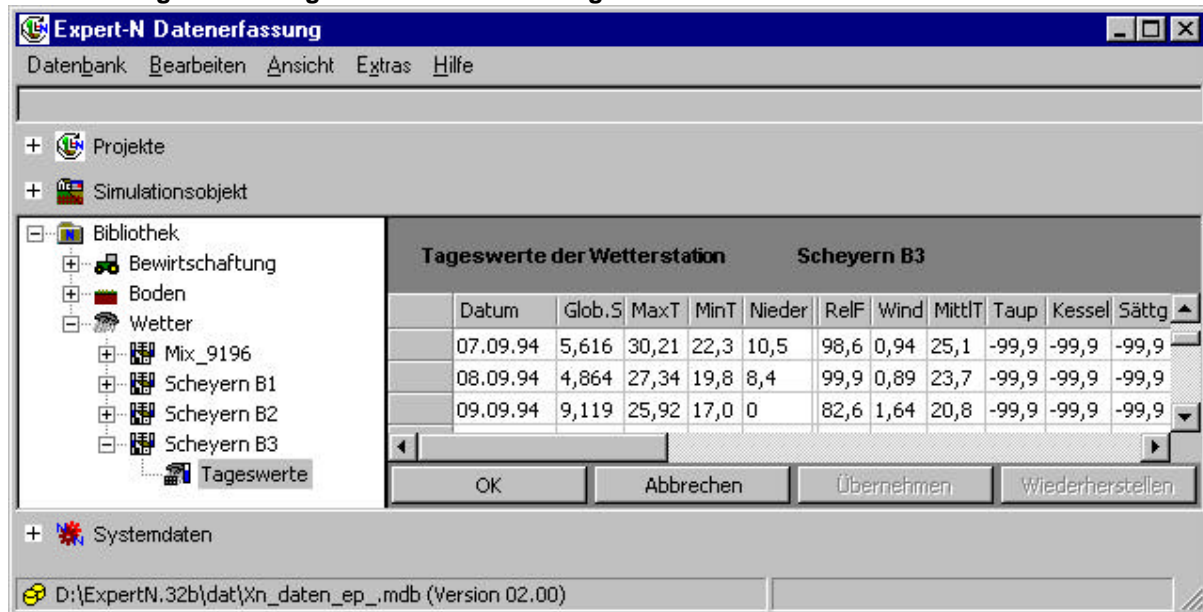 Expert-N Datenerfassung
Datenbank Bearbeiten Ansicht Extras Hilfe
Projekte
Simulationsobjekt
Bibliothek
Bewirtschaftung
Boden
Wetter
Mix_9196
Scheyern B1
Scheyern B2
Scheyern B3
Tageswerte
Tageswerte der Wetterstation Scheyern B3
Datum Glob.S MaxT MinT Nieder RelF Wind MittlT Taup Kessel Sättg
07.09.94 5,616 30,21 22,3 10,5 98,6 0,94 25,1 -99,9 -99,9 -99,9
08.09.94 4,864 27,34 19,8 8,4 99,9 0,89 23,7 -99,9 -99,9 -99,9
09.09.94 9,119 25,92 17,0 0 82,6 1,64 20,8 -99,9 -99,9 -99,9
OK Abbrechen Übernehmen Wiederherstellen
Systemdaten
D:\ExpertN.32b\dat\Xn_daten_ep_.mdb (Version 02.00)